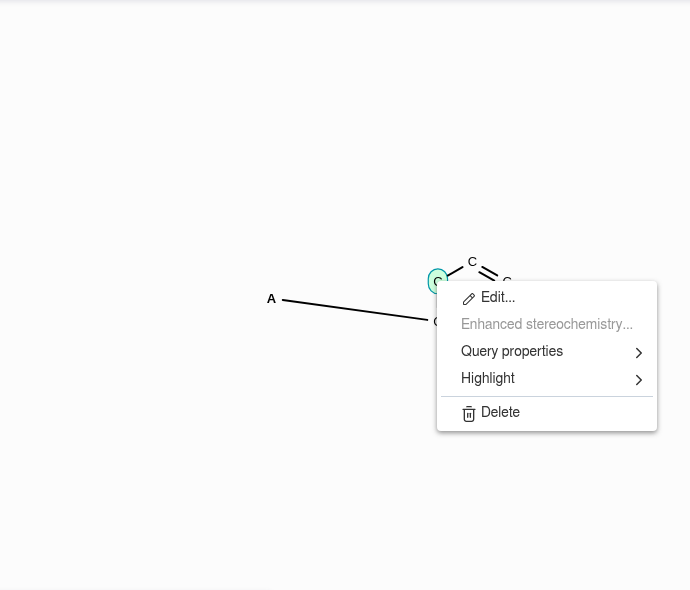 C
C
C
A
C
Edit...
Enhanced stereochemistry...
Query properties
Highlight
Delete